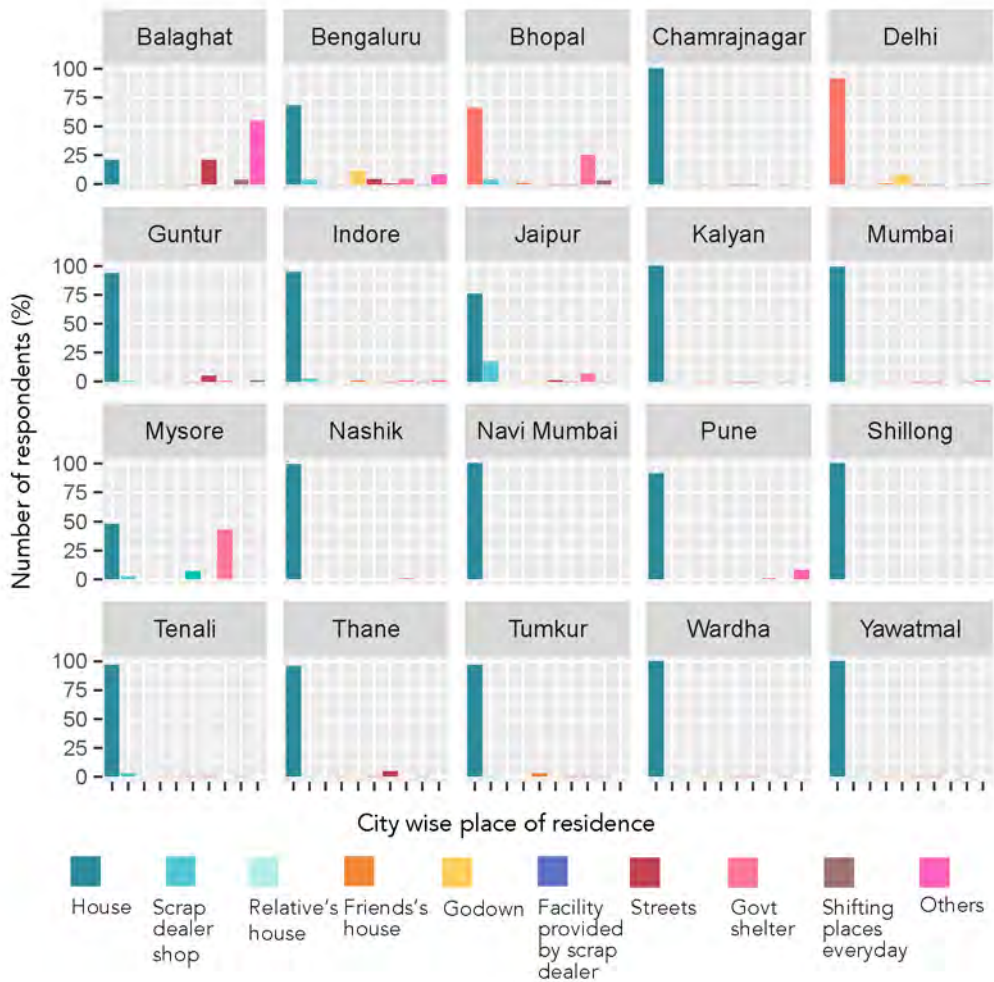 Balaghat Bengaluru Bhopal Chamrajnagar Delhi
100
75
50
25
0
Guntur Indore Jaipur Kalyan Mumbai
100
75
50
25
0
Number of respondents (%)
Mysore Nashik Navi Mumbai Pune Shillong
100
75
50
25
0
Tenali Thane Tumkur Wardha Yawatmal
100
75
50
25
0
City wise place of residence
House
Scrap
dealer
shop
Relative's
house
Friends's
house
Godown
Facility
provided
by scrap
dealer
Streets
Govt
shelter
Shifting
places
everyday
Others